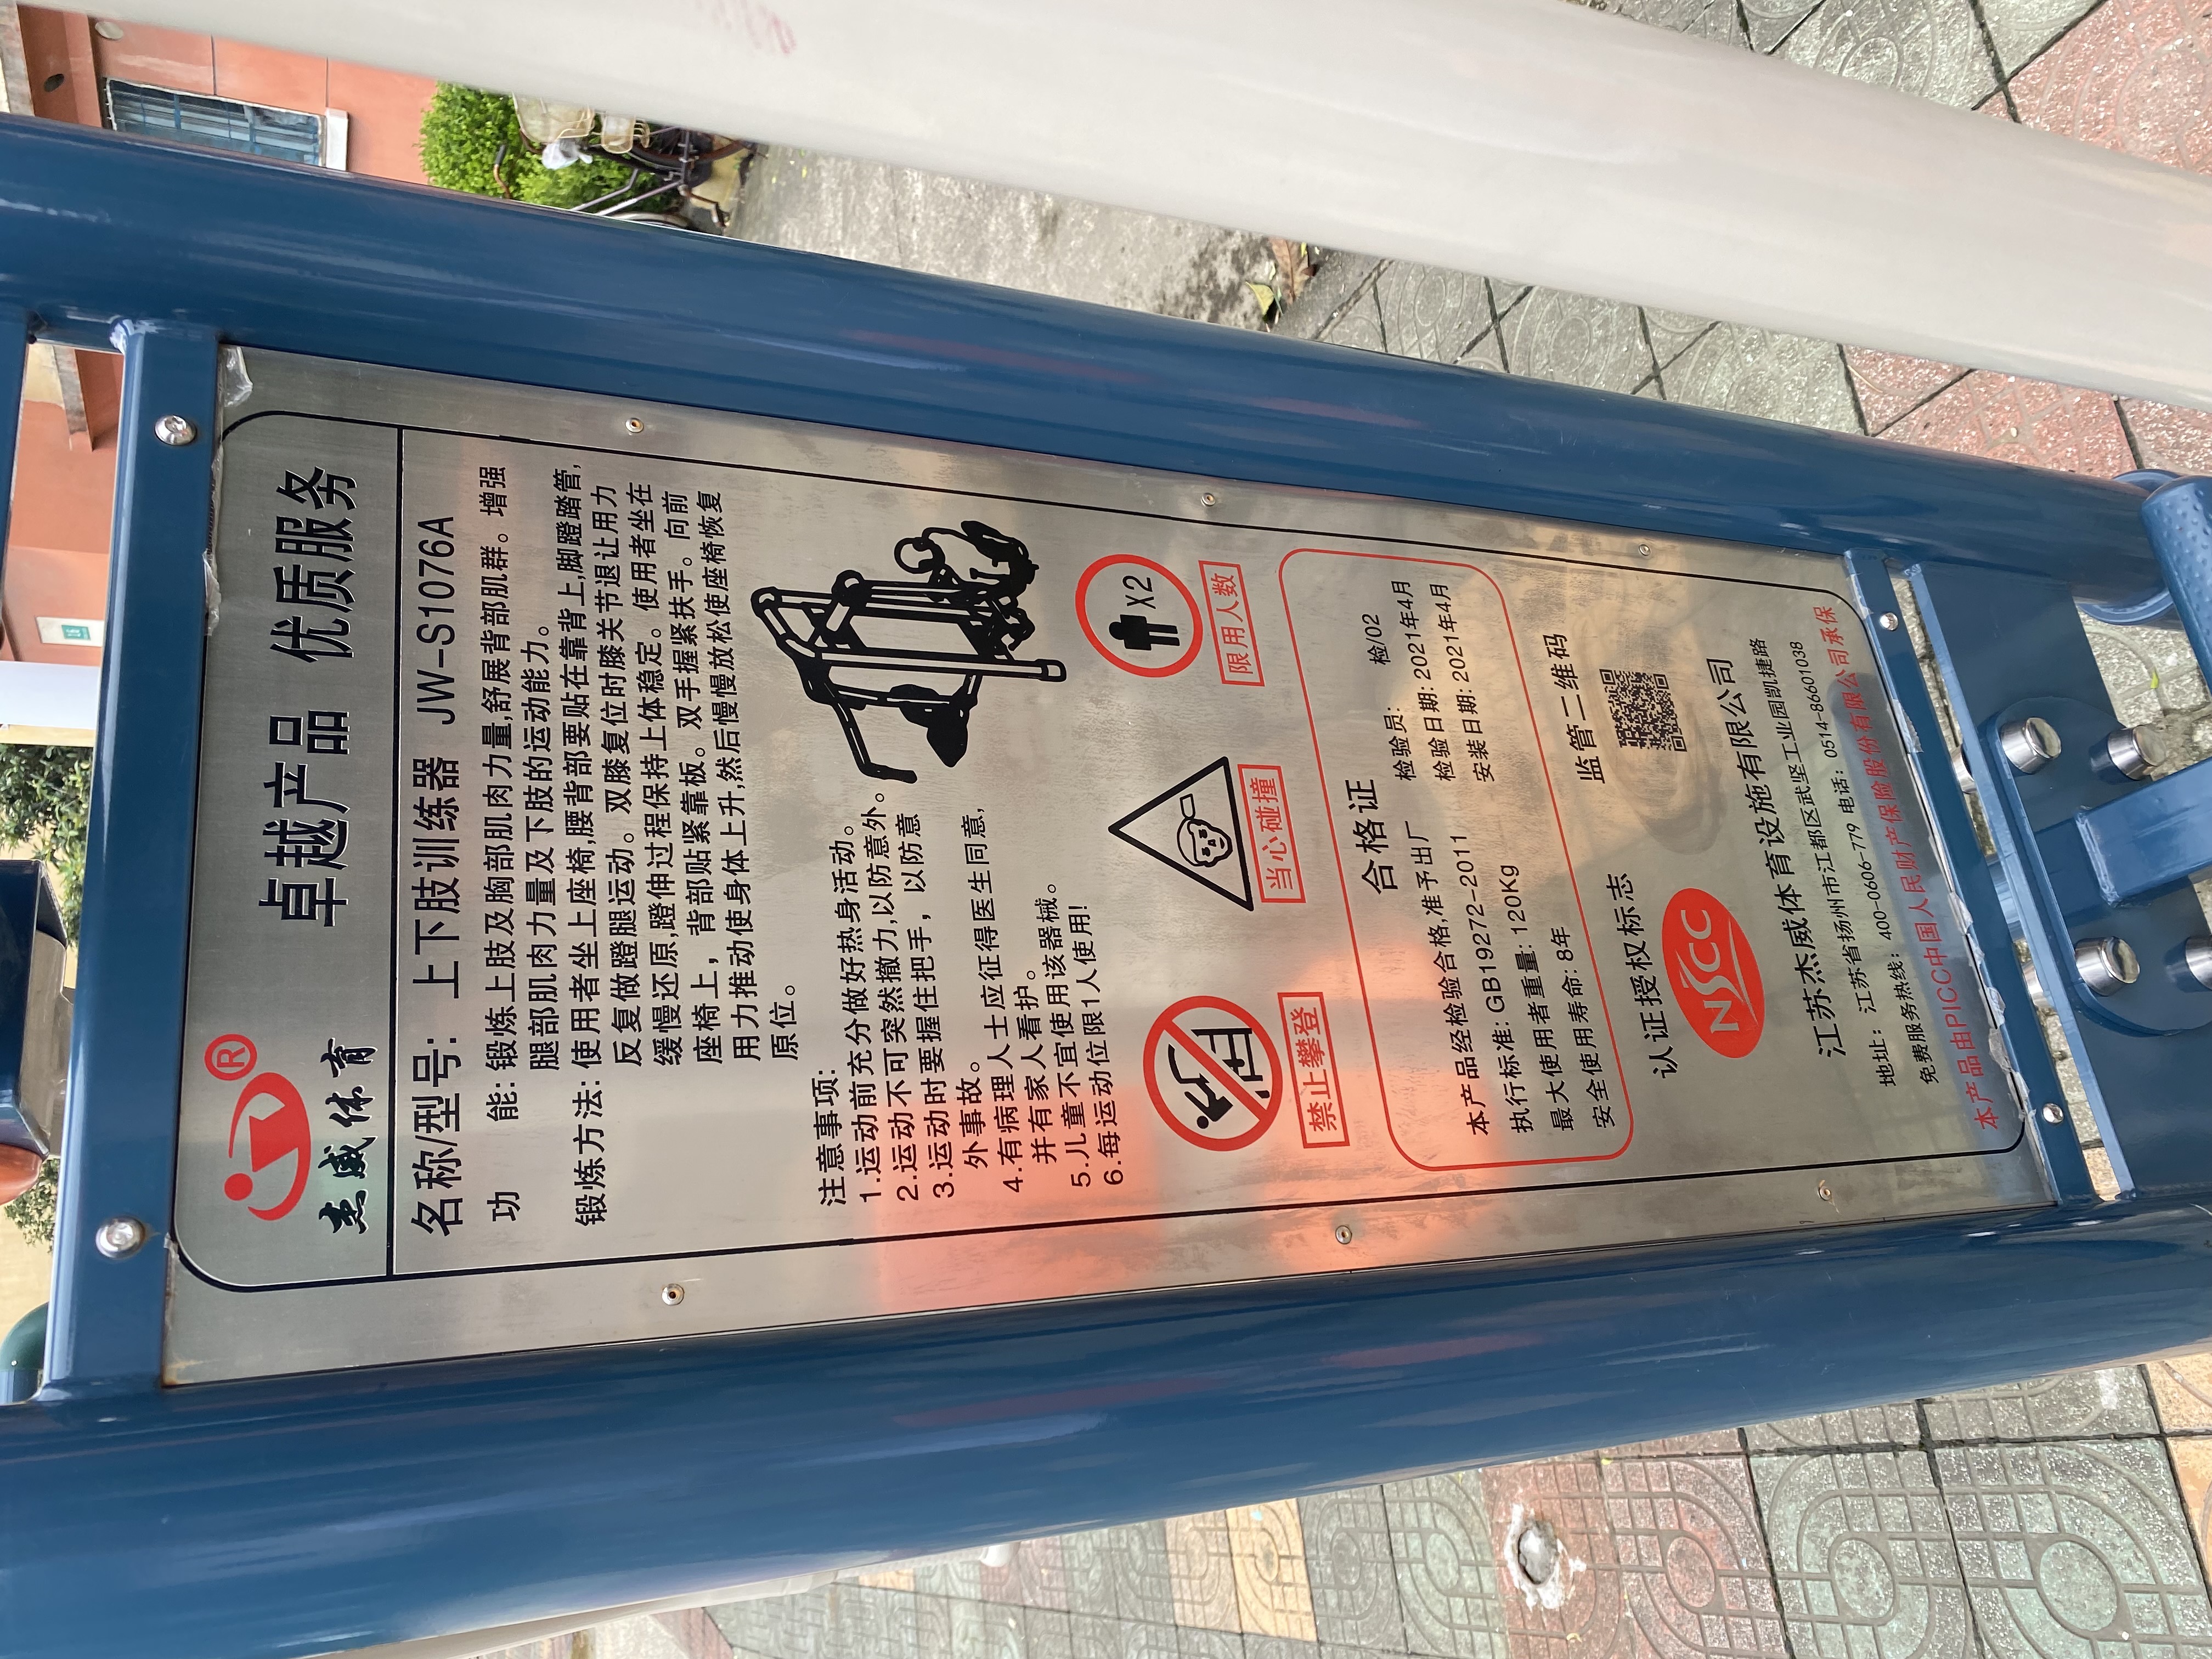 R
杰威体育
卓越产品 优质服务
名称/型号: 上下肢训练器 JW-S1076A
功 能: 锻炼上肢及胸部肌肉力量,舒展背部肌群。增强
腿部肌肉力量及下肢的运动能力。
锻炼方法: 使用者坐上座椅,腰背部要贴在靠背上,脚蹬踏管,
反复做蹬腿运动。双膝复位时膝关节退让用力
缓慢还原,蹬伸过程保持上体稳定。使用者坐在
座椅上，背部贴紧靠板。双手握紧扶手。向前
用力推动使身体上升,然后慢慢放松使座椅恢复
原位。
注意事项:
1.运动前充分做好热身活动。
2.运动不可突然撤力,以防意外。
3.运动时要握住把手，以防意
外事故。
4.有病理人士应征得医生同意,
并有家人看护。
5.儿童不宜使用该器械。
6.每运动位限1人使用!
禁止攀登
当心碰撞
X2
限用人数
合格证
本产品经检验合格,准予出厂
执行标准: GB19272-2011
最大使用者重量: 120Kg
安全使用寿命: 8年
检验员: 检/02
检验日期: 2021年4月
安装日期: 2021年4月
认证授权标志
NSCC
监管二维码
江苏杰威体育设施有限公司
地址: 江苏省扬州市江都区武坚工业园凯捷路
免费服务热线: 400-0606-779 电话: 0514-86601038
本产品由PICC中国人民财产保险股份有限公司承保